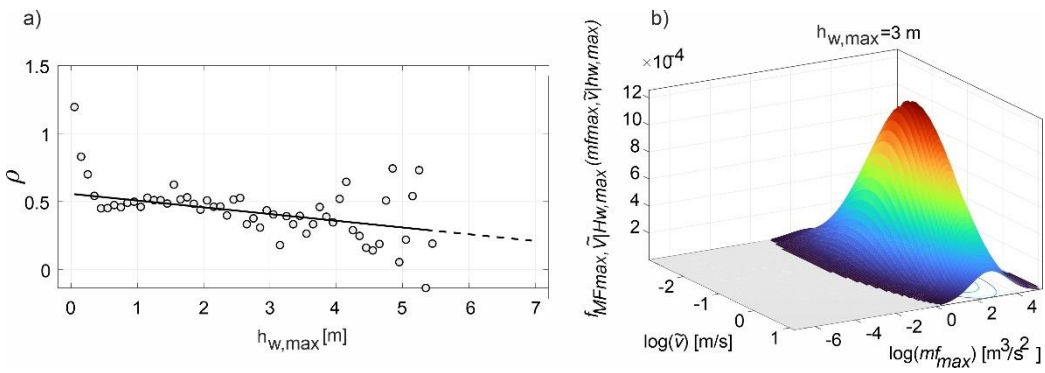 a)
1.5
1
0.5
0
ρ
0 1 2 3 4 5 6 7
h_w,max [m]
b)
h_w,max=3 m
×10^-4
12
10
8
6
4
2
f_MFmax, ṽ|Hw,max (mfmax, ṽ|hw,max)
-2 -1 0 1
log(ṽ) [m/s]
-6 -4 -2 0 2 4
log(mf_max) [m^3/s^2]